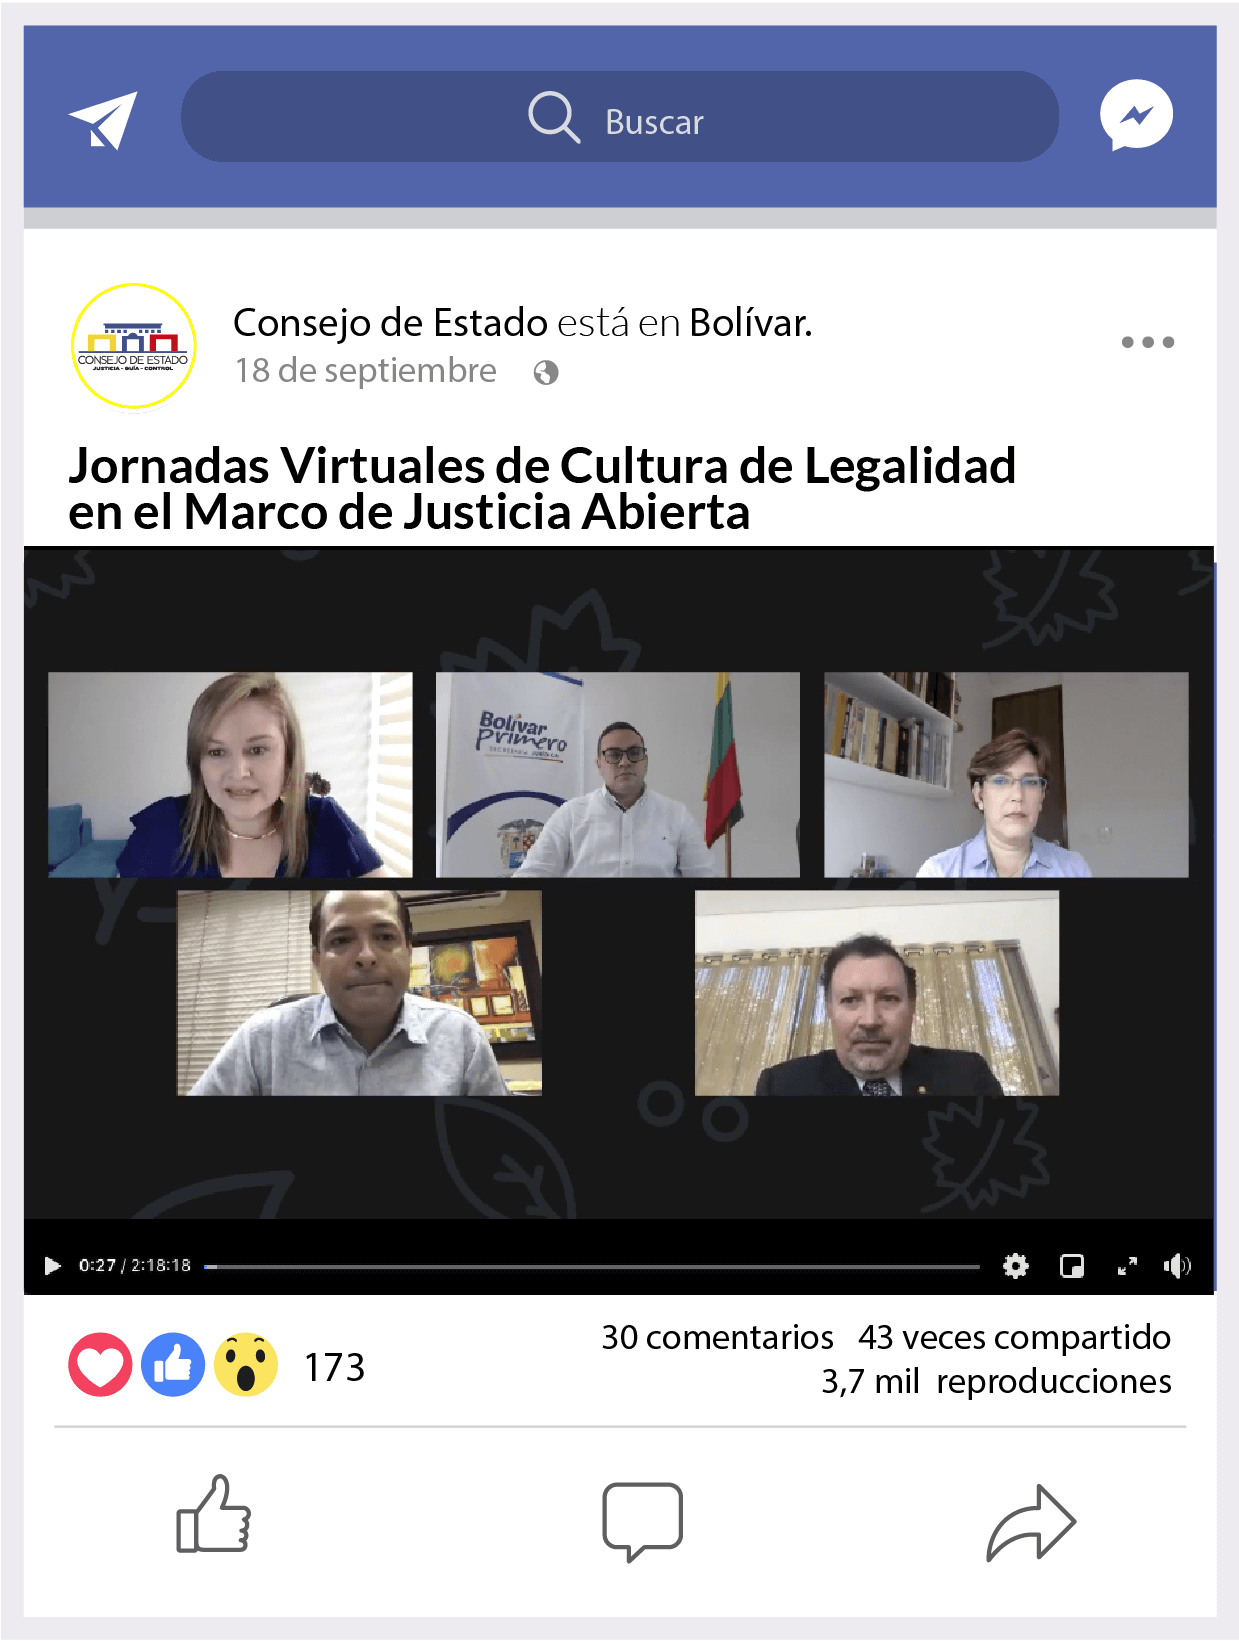 Buscar
Consejo de Estado está en Bolívar.
18 de septiembre
CONSEJO DE ESTADO
JUSTICIA - GUÍA - CONTROL
Jornadas Virtuales de Cultura de Legalidad
en el Marco de Justicia Abierta
Bolívar
Primero
0:27 / 2:18:18
173
30 comentarios 43 veces compartido
3,7 mil reproducciones